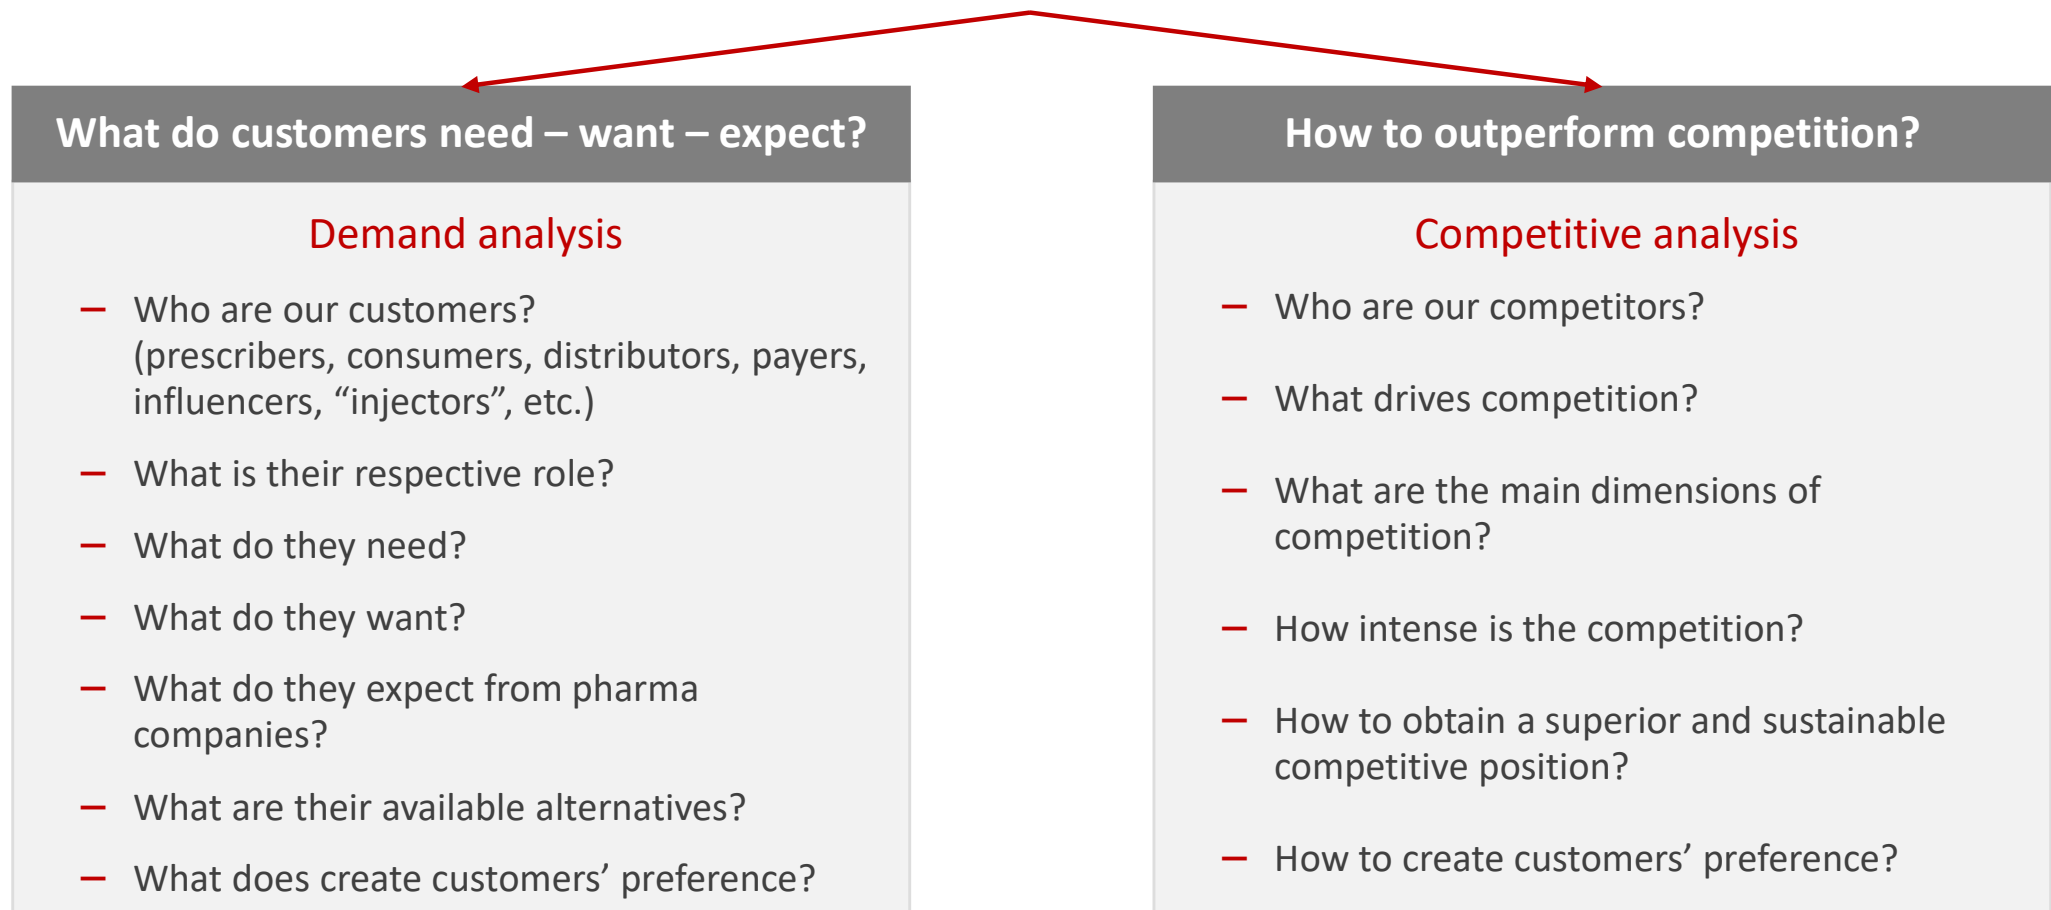 What do customers need – want – expect?
Demand analysis
– Who are our customers?
(prescribers, consumers, distributors, payers,
influencers, “injectors”, etc.)
– What is their respective role?
– What do they need?
– What do they want?
– What do they expect from pharma
companies?
– What are their available alternatives?
– What does create customers’ preference?
How to outperform competition?
Competitive analysis
– Who are our competitors?
– What drives competition?
– What are the main dimensions of
competition?
– How intense is the competition?
– How to obtain a superior and sustainable
competitive position?
– How to create customers’ preference?